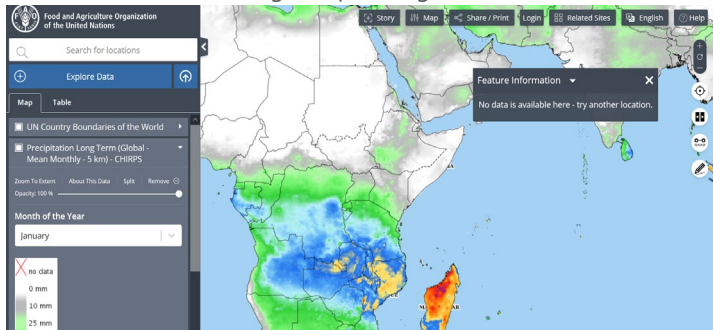 Food and Agriculture Organization
of the United Nations
Story
Map
Share / Print
Login
Related Sites
English
Help
Search for locations
Explore Data
Map
Table
UN Country Boundaries of the World
Precipitation Long Term (Global -
Mean Monthly - 5 km) - CHIRPS
Zoom To Extent
About This Data
Split
Remove
Opacity: 100 %
Month of the Year
January
no data
0 mm
10 mm
25 mm
Feature Information
No data is available here - try another location.